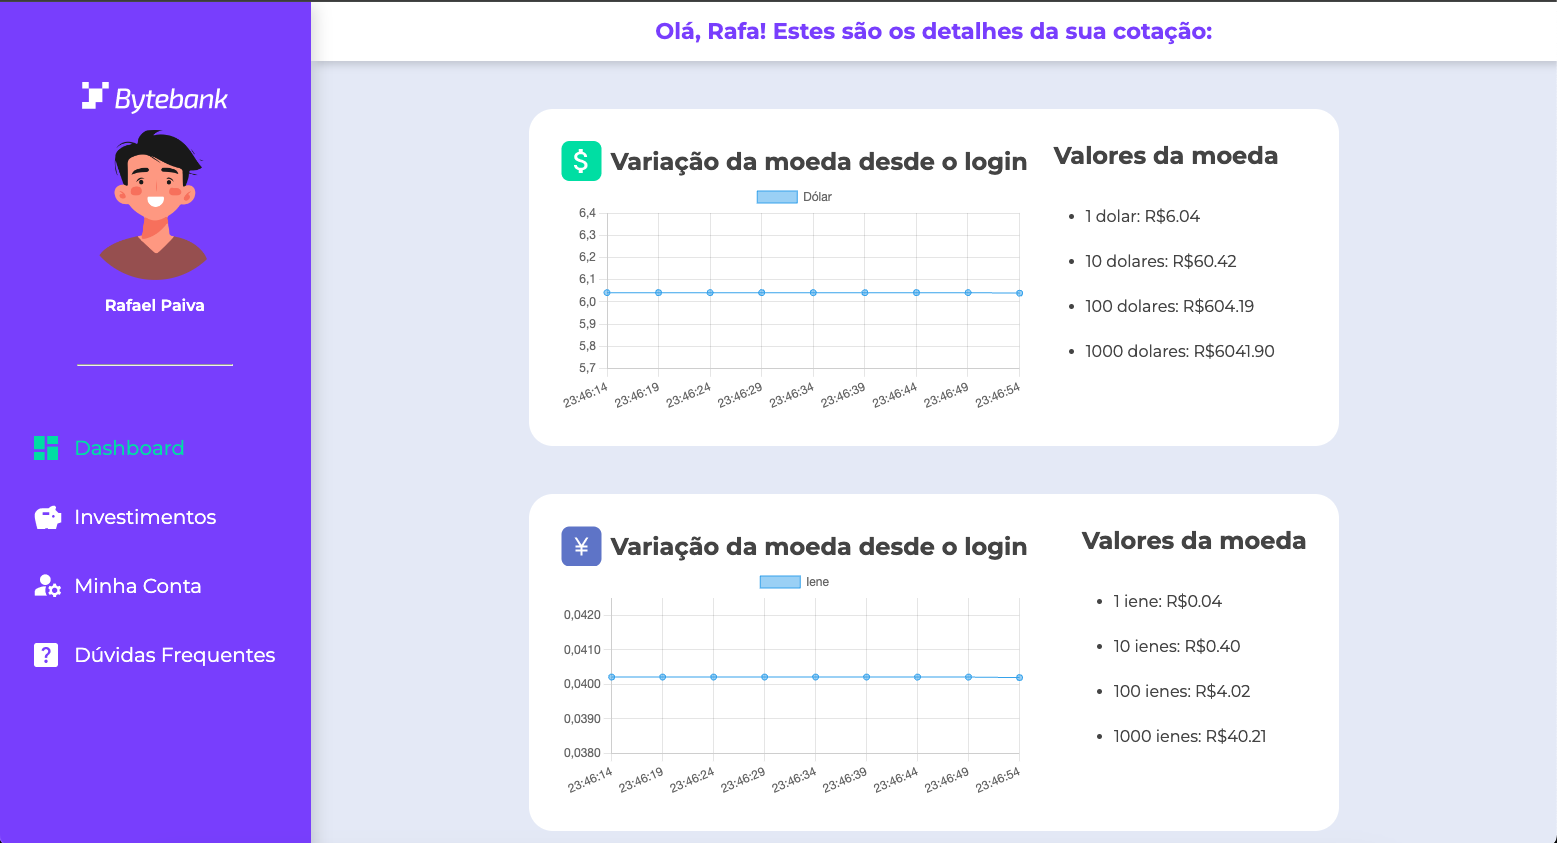 Olá, Rafa! Estes são os detalhes da sua cotação:
Bytebank
Rafael Paiva
Dashboard
Investimentos
Minha Conta
? Dúvidas Frequentes
$ Variação da moeda desde o login
Dólar
6,4
6,3
6,2
6,1
6,0
5,9
5,8
5,7
23:46:14 23:46:19 23:46:24 23:46:29 23:46:34 23:46:39 23:46:44 23:46:49 23:46:54
Valores da moeda
• 1 dolar: R$6.04
• 10 dolares: R$60.42
• 100 dolares: R$604.19
• 1000 dolares: R$6041.90
¥ Variação da moeda desde o login
Iene
0,0420
0,0410
0,0400
0,0390
0,0380
23:46:14 23:46:19 23:46:24 23:46:29 23:46:34 23:46:39 23:46:44 23:46:49 23:46:54
Valores da moeda
• 1 iene: R$0.04
• 10 ienes: R$0.40
• 100 ienes: R$4.02
• 1000 ienes: R$40.21